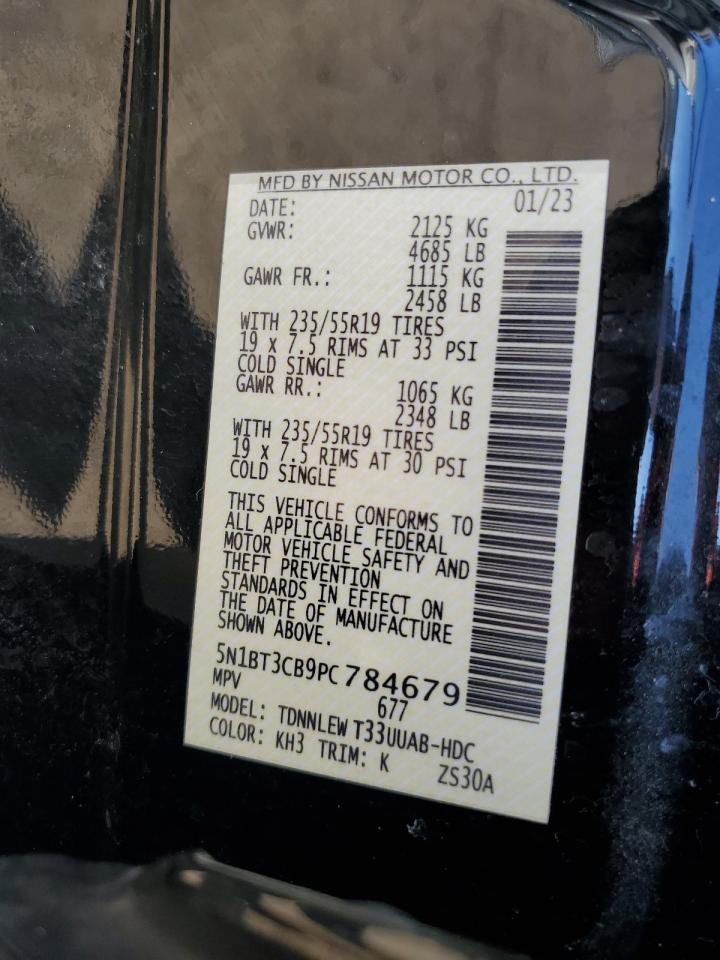 MFD BY NISSAN MOTOR CO., LTD.
DATE: 01/23
GVWR: 2125 KG
4685 LB
GAWR FR.: 1115 KG
2458 LB
WITH 235/55R19 TIRES
19 x 7.5 RIMS AT 33 PSI
COLD SINGLE
GAWR RR.: 1065 KG
2348 LB
WITH 235/55R19 TIRES
19 x 7.5 RIMS AT 30 PSI
COLD SINGLE
THIS VEHICLE CONFORMS TO
ALL APPLICABLE FEDERAL
MOTOR VEHICLE SAFETY AND
THEFT PREVENTION
STANDARDS IN EFFECT ON
THE DATE OF MANUFACTURE
SHOWN ABOVE.
5N1BT3CB9PC784679
MPV 677
MODEL: TDNNLEW T33UUAB-HDC
COLOR: KH3 TRIM: K ZS30A